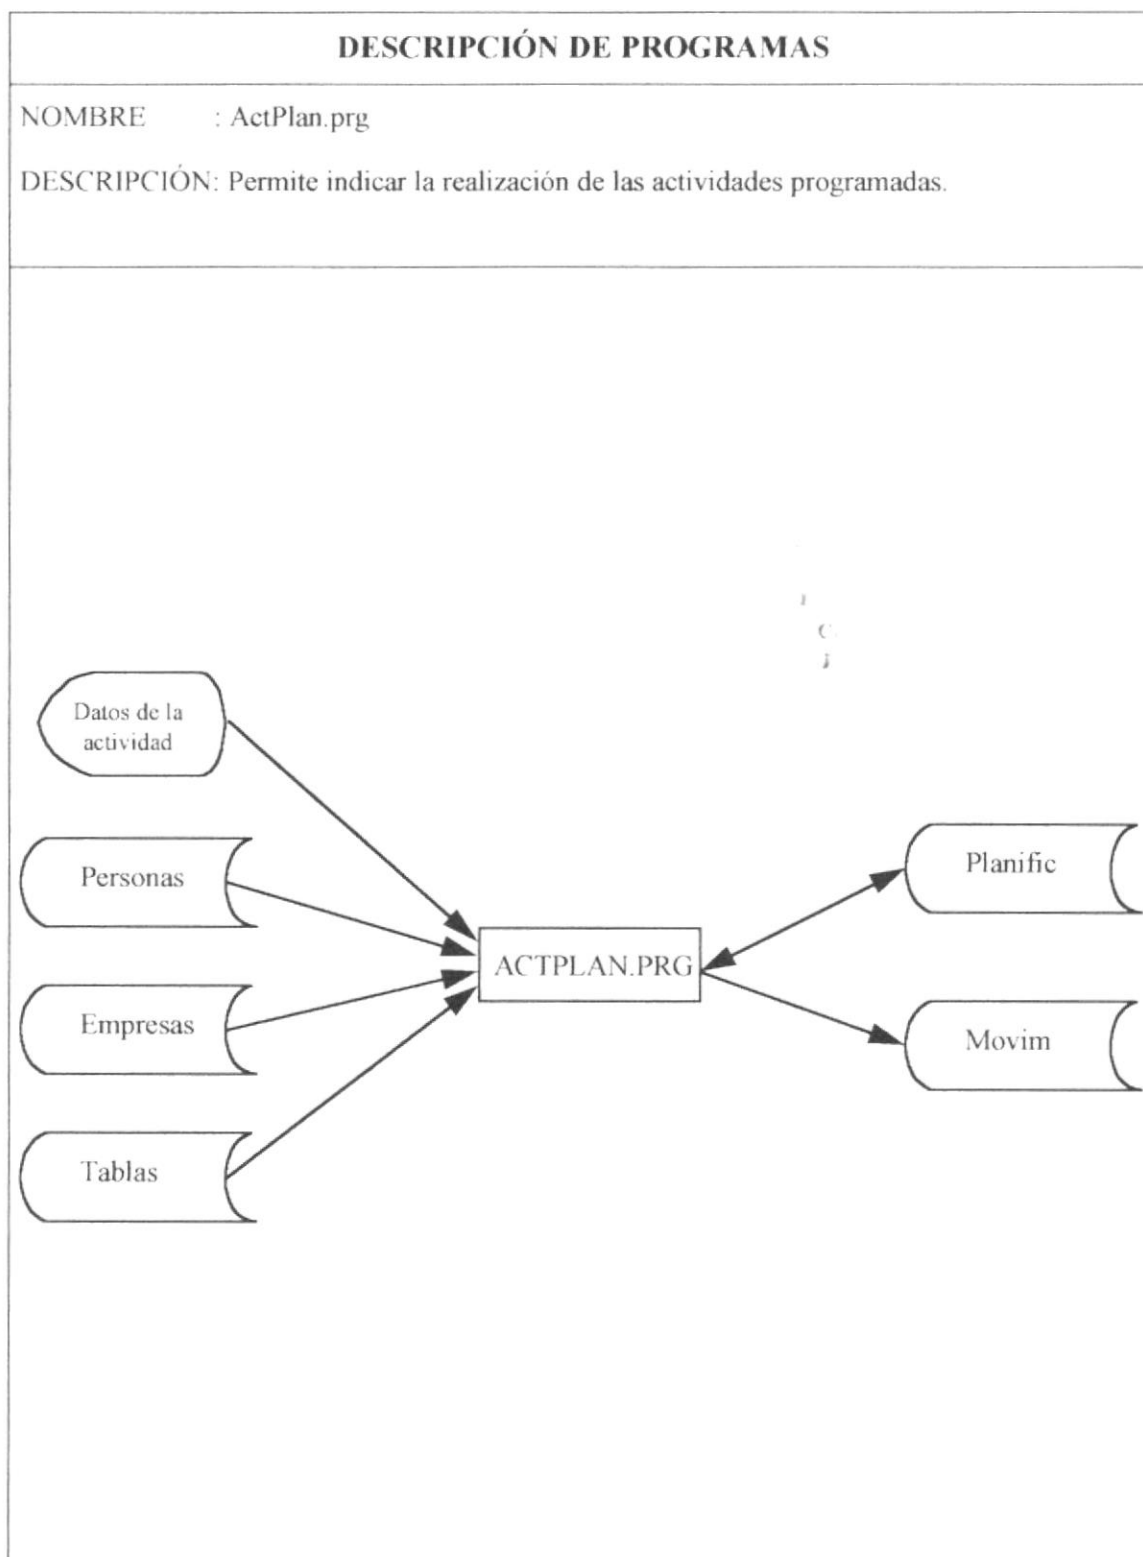 DESCRIPCIÓN DE PROGRAMAS
NOMBRE : ActPlan.prg
DESCRIPCIÓN: Permite indicar la realización de las actividades programadas.
Datos de la
actividad
Personas
Planific
ACTPLAN.PRG
Empresas
Movim
Tablas